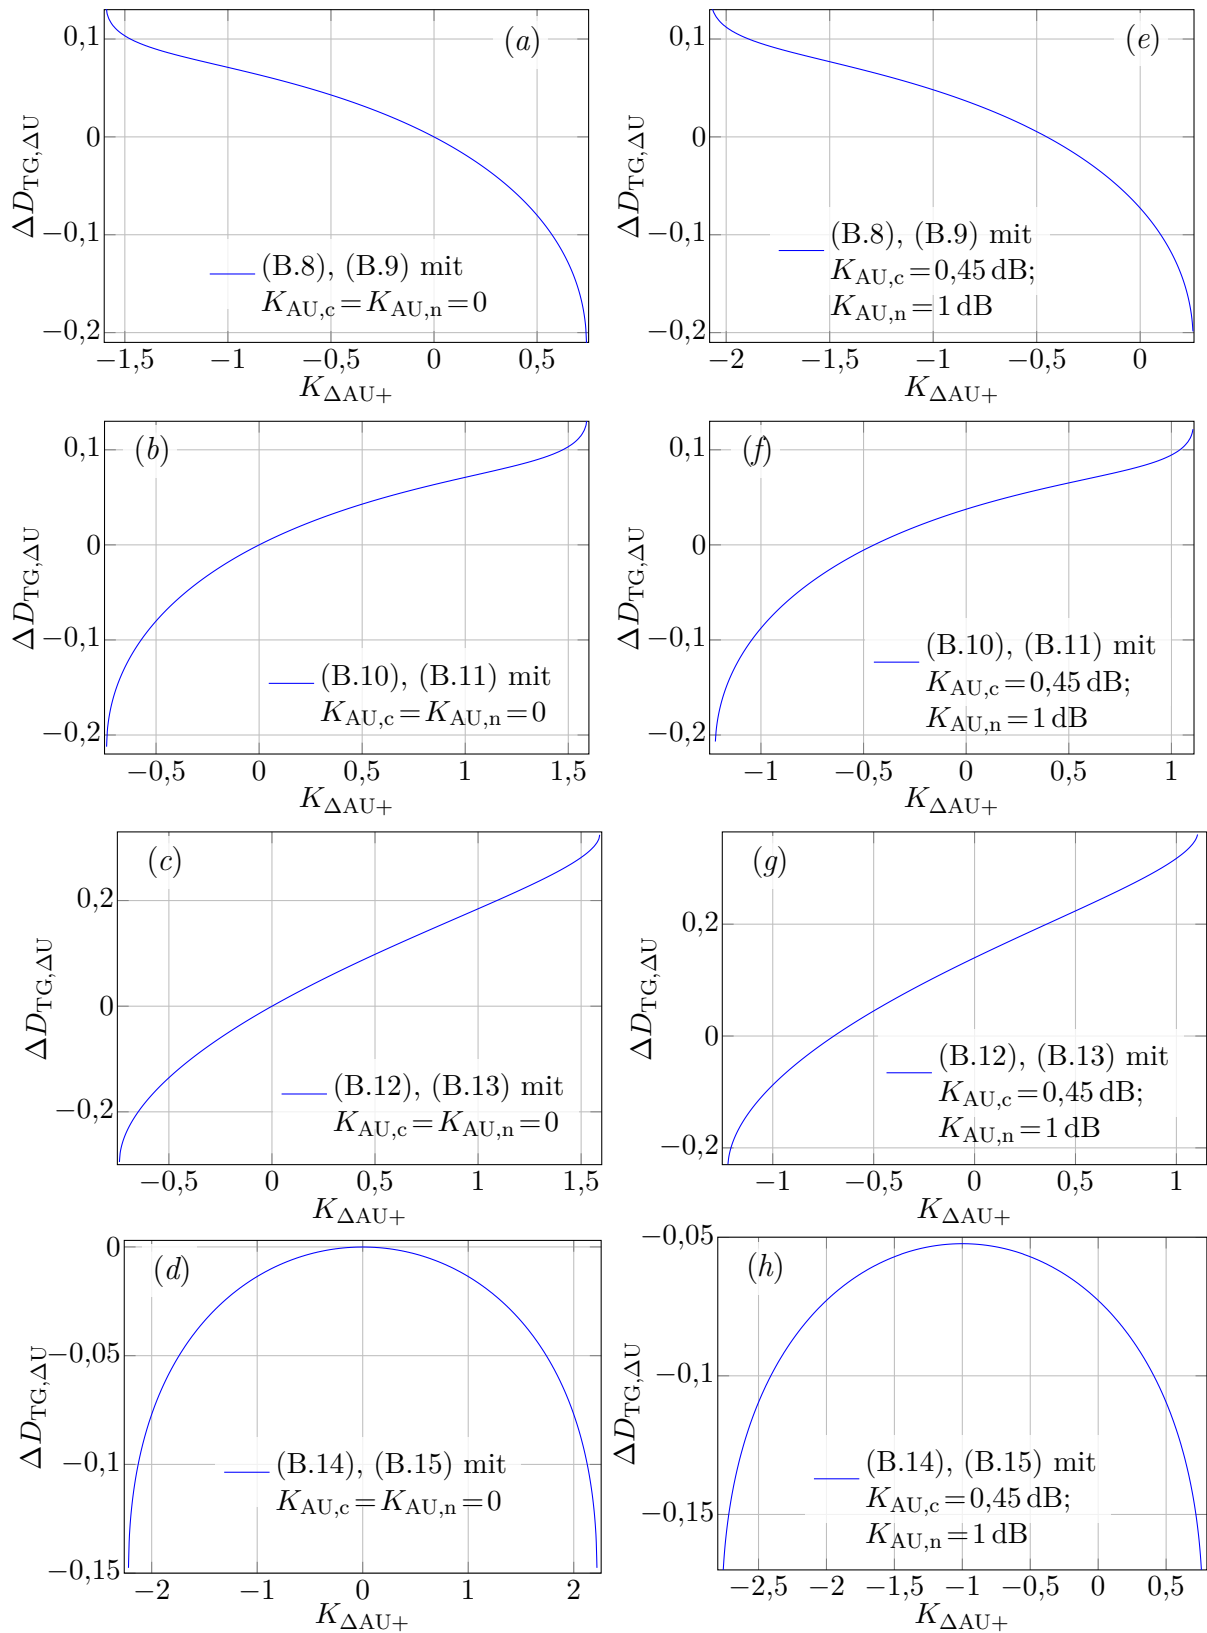 (a)
0,1
0
−0,1
−0,2
ΔD_TG,ΔU
(B.8), (B.9) mit
K_AU,c = K_AU,n = 0
−1,5 −1 −0,5 0 0,5
K_ΔAU+
(e)
0,1
0
−0,1
−0,2
ΔD_TG,ΔU
(B.8), (B.9) mit
K_AU,c = 0,45 dB;
K_AU,n = 1 dB
−2 −1,5 −1 −0,5 0
K_ΔAU+
(b)
0,1
0
−0,1
−0,2
ΔD_TG,ΔU
(B.10), (B.11) mit
K_AU,c = K_AU,n = 0
−0,5 0 0,5 1 1,5
K_ΔAU+
(f)
0,1
0
−0,1
−0,2
ΔD_TG,ΔU
(B.10), (B.11) mit
K_AU,c = 0,45 dB;
K_AU,n = 1 dB
−1 −0,5 0 0,5 1
K_ΔAU+
(c)
0,2
0
−0,2
ΔD_TG,ΔU
(B.12), (B.13) mit
K_AU,c = K_AU,n = 0
−0,5 0 0,5 1 1,5
K_ΔAU+
(g)
0,2
0
−0,2
ΔD_TG,ΔU
(B.12), (B.13) mit
K_AU,c = 0,45 dB;
K_AU,n = 1 dB
−1 −0,5 0 0,5 1
K_ΔAU+
(d)
0
−0,05
−0,1
−0,15
ΔD_TG,ΔU
(B.14), (B.15) mit
K_AU,c = K_AU,n = 0
−2 −1 0 1 2
K_ΔAU+
(h)
−0,05
−0,1
−0,15
ΔD_TG,ΔU
(B.14), (B.15) mit
K_AU,c = 0,45 dB;
K_AU,n = 1 dB
−2,5 −2 −1,5 −1 −0,5 0 0,5
K_ΔAU+